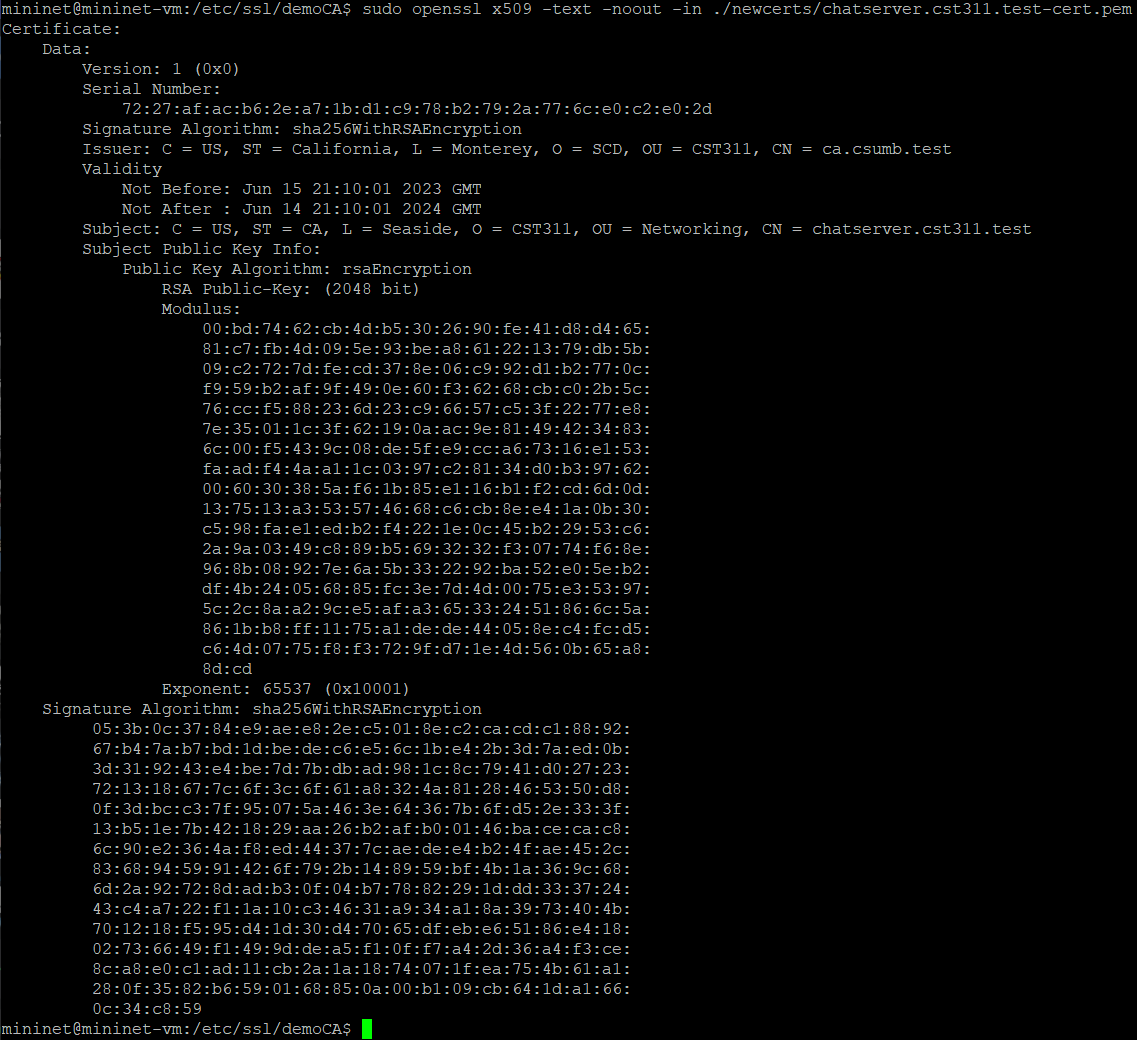 mininet@mininet-vm:/etc/ssl/demoCA$ sudo openssl x509 -text -noout -in ./newcerts/chatserver.cst311.test-cert.pem
Certificate:
    Data:
        Version: 1 (0x0)
        Serial Number:
            72:27:af:ac:b6:2e:a7:1b:d1:c9:78:b2:79:2a:77:6c:e0:c2:e0:2d
        Signature Algorithm: sha256WithRSAEncryption
        Issuer: C = US, ST = California, L = Monterey, O = SCD, OU = CST311, CN = ca.csumb.test
        Validity
            Not Before: Jun 15 21:10:01 2023 GMT
            Not After : Jun 14 21:10:01 2024 GMT
        Subject: C = US, ST = CA, L = Seaside, O = CST311, OU = Networking, CN = chatserver.cst311.test
        Subject Public Key Info:
            Public Key Algorithm: rsaEncryption
                RSA Public-Key: (2048 bit)
                Modulus:
                    00:bd:74:62:cb:4d:b5:30:26:90:fe:41:d8:d4:65:
                    81:c7:fb:4d:09:5e:93:be:a8:61:22:13:79:db:5b:
                    09:c2:72:7d:fe:cd:37:8e:06:c9:92:d1:b2:77:0c:
                    f9:59:b2:af:9f:49:0e:60:f3:62:68:cb:c0:2b:5c:
                    76:cc:f5:88:23:6d:23:c9:66:57:c5:3f:22:77:e8:
                    7e:35:01:1c:3f:62:19:0a:ac:9e:81:49:42:34:83:
                    6c:00:f5:43:9c:08:de:5f:e9:cc:a6:73:16:e1:53:
                    fa:ad:f4:4a:a1:1c:03:97:c2:81:34:d0:b3:97:62:
                    00:60:30:38:5a:f6:1b:85:e1:16:b1:f2:cd:6d:0d:
                    13:75:13:a3:53:57:46:68:c6:cb:8e:e4:1a:0b:30:
                    c5:98:fa:e1:ed:b2:f4:22:1e:0c:45:b2:29:53:c6:
                    2a:9a:03:49:c8:89:b5:69:32:32:f3:07:74:f6:8e:
                    96:8b:08:92:7e:6a:5b:33:22:92:ba:52:e0:5e:b2:
                    df:4b:24:05:68:85:fc:3e:7d:4d:00:75:e3:53:97:
                    5c:2c:8a:a2:9c:e5:af:a3:65:33:24:51:86:6c:5a:
                    86:1b:b8:ff:11:75:a1:de:de:44:05:8e:c4:fc:d5:
                    c6:4d:07:75:f8:f3:72:9f:d7:1e:4d:56:0b:65:a8:
                    8d:cd
                Exponent: 65537 (0x10001)
    Signature Algorithm: sha256WithRSAEncryption
         05:3b:0c:37:84:e9:ae:e8:2e:c5:01:8e:c2:ca:cd:c1:88:92:
         67:b4:7a:b7:bd:1d:be:de:c6:e5:6c:1b:e4:2b:3d:7a:ed:0b:
         3d:31:92:43:e4:be:7d:7b:db:ad:98:1c:8c:79:41:d0:27:23:
         72:13:18:67:7c:6f:3c:6f:61:a8:32:4a:81:28:46:53:50:d8:
         0f:3d:bc:c3:7f:95:07:5a:46:3e:64:36:7b:6f:d5:2e:33:3f:
         13:b5:1e:7b:42:18:29:aa:26:b2:af:b0:01:46:ba:ce:ca:c8:
         6c:90:e2:36:4a:f8:ed:44:37:7c:ae:de:e4:b2:4f:ae:45:2c:
         83:68:94:59:91:42:6f:79:2b:14:89:59:bf:4b:1a:36:9c:68:
         6d:2a:92:72:8d:ad:b3:0f:04:b7:78:82:29:1d:dd:33:37:24:
         43:c4:a7:22:f1:1a:10:c3:46:31:a9:34:a1:8a:39:73:40:4b:
         70:12:18:f5:95:d4:1d:30:d4:70:65:df:eb:e6:51:86:e4:18:
         02:73:66:49:f1:49:9d:de:a5:f1:0f:f7:a4:2d:36:a4:f3:ce:
         8c:a8:e0:c1:ad:11:cb:2a:1a:18:74:07:1f:ea:75:4b:61:a1:
         28:0f:35:82:b6:59:01:68:85:0a:00:b1:09:cb:64:1d:a1:66:
         0c:34:c8:59
mininet@mininet-vm:/etc/ssl/demoCA$